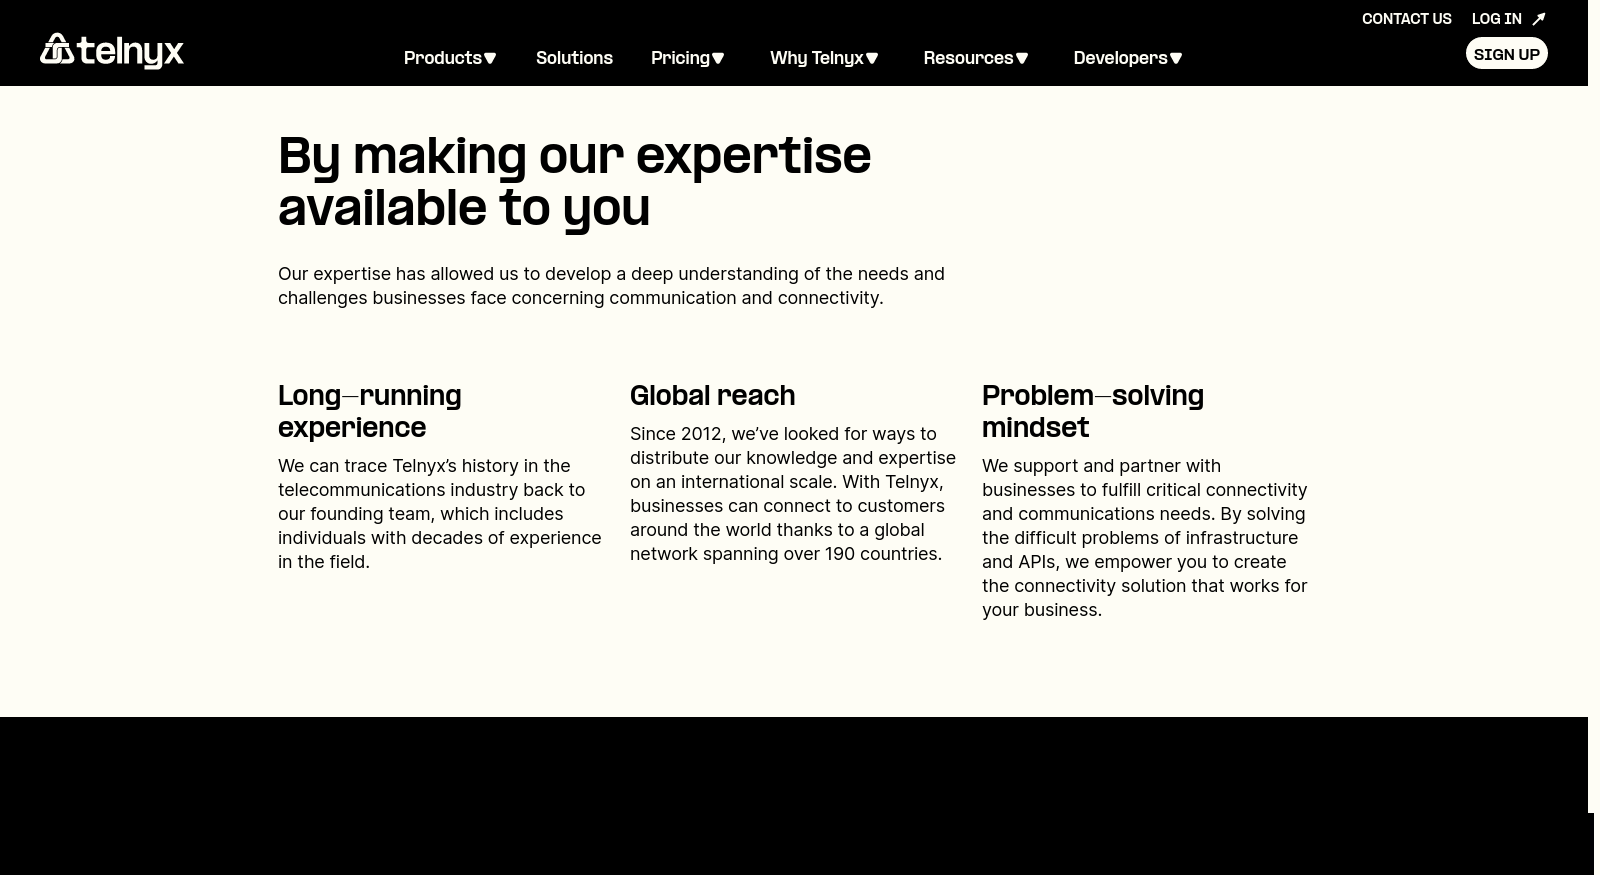 CONTACT US LOG IN
telnyx Products Solutions Pricing Why Telnyx Resources Developers SIGN UP
By making our expertise
available to you
Our expertise has allowed us to develop a deep understanding of the needs and
challenges businesses face concerning communication and connectivity.
Long-running
experience
We can trace Telnyx’s history in the
telecommunications industry back to
our founding team, which includes
individuals with decades of experience
in the field.
Global reach
Since 2012, we’ve looked for ways to
distribute our knowledge and expertise
on an international scale. With Telnyx,
businesses can connect to customers
around the world thanks to a global
network spanning over 190 countries.
Problem-solving
mindset
We support and partner with
businesses to fulfill critical connectivity
and communications needs. By solving
the difficult problems of infrastructure
and APIs, we empower you to create
the connectivity solution that works for
your business.